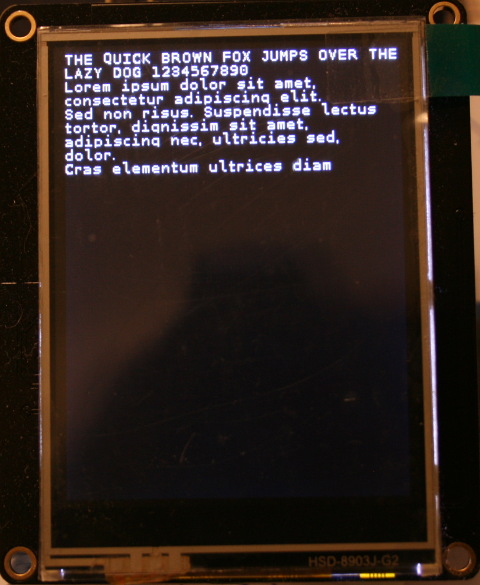 THE QUICK BROWN FOX JUMPS OVER THE
LAZY DOG 1234567890
Lorem ipsum dolor sit amet,
consectetur adipiscing elit.
Sed non risus. Suspendisse lectus
tortor, dignissim sit amet,
adipiscing nec, ultricies sed,
dolor.
Cras elementum ultrices diam
HSD-8903J-G2